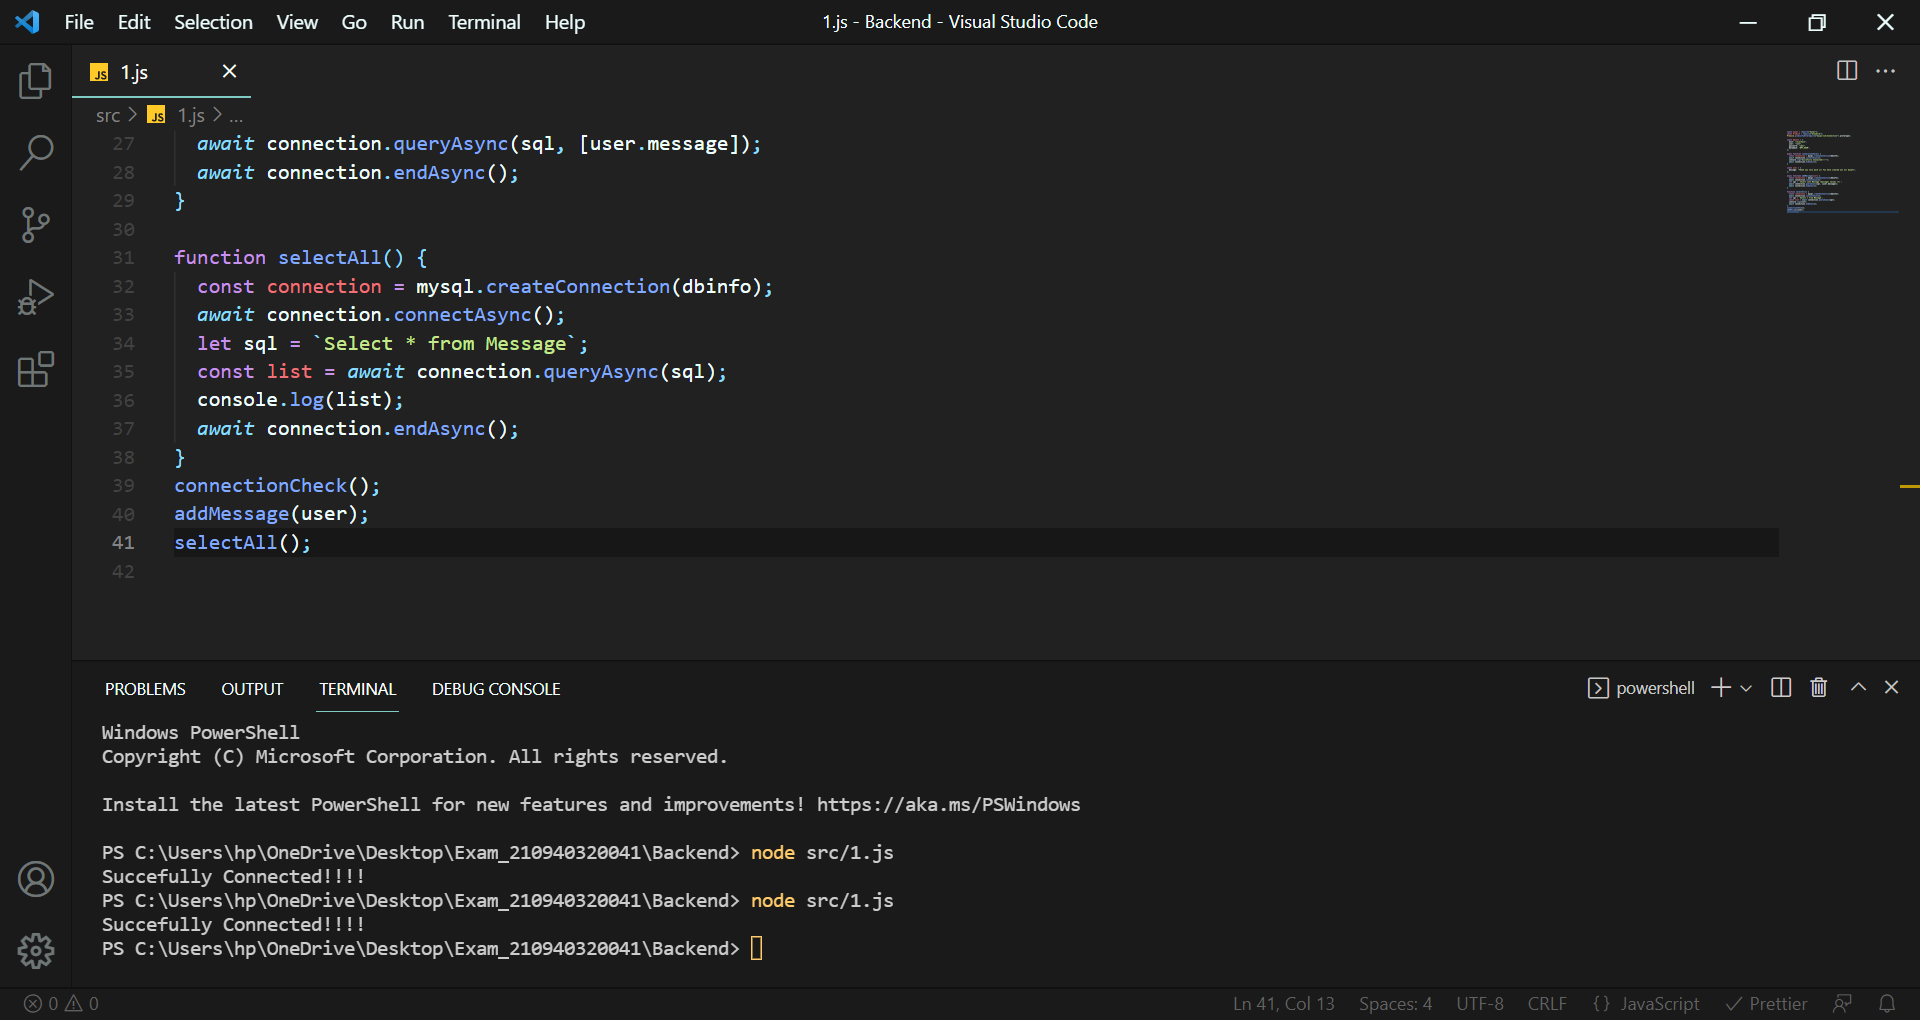 File Edit Selection View Go Run Terminal Help 1.js - Backend - Visual Studio Code
JS 1.js
src > JS 1.js > ...
27 await connection.queryAsync(sql, [user.message]);
28 await connection.endAsync();
29 }
30
31 function selectAll() {
32 const connection = mysql.createConnection(dbinfo);
33 await connection.connectAsync();
34 let sql = `Select * from Message`;
35 const list = await connection.queryAsync(sql);
36 console.log(list);
37 await connection.endAsync();
38 }
39 connectionCheck();
40 addMessage(user);
41 selectAll();
42
PROBLEMS OUTPUT TERMINAL DEBUG CONSOLE powershell
Windows PowerShell
Copyright (C) Microsoft Corporation. All rights reserved.
Install the latest PowerShell for new features and improvements! https://aka.ms/PSWindows
PS C:\Users\hp\OneDrive\Desktop\Exam_210940320041\Backend> node src/1.js
Succefully Connected!!!!
PS C:\Users\hp\OneDrive\Desktop\Exam_210940320041\Backend> node src/1.js
Succefully Connected!!!!
PS C:\Users\hp\OneDrive\Desktop\Exam_210940320041\Backend>
0 0 Ln 41, Col 13 Spaces: 4 UTF-8 CRLF {} JavaScript Prettier